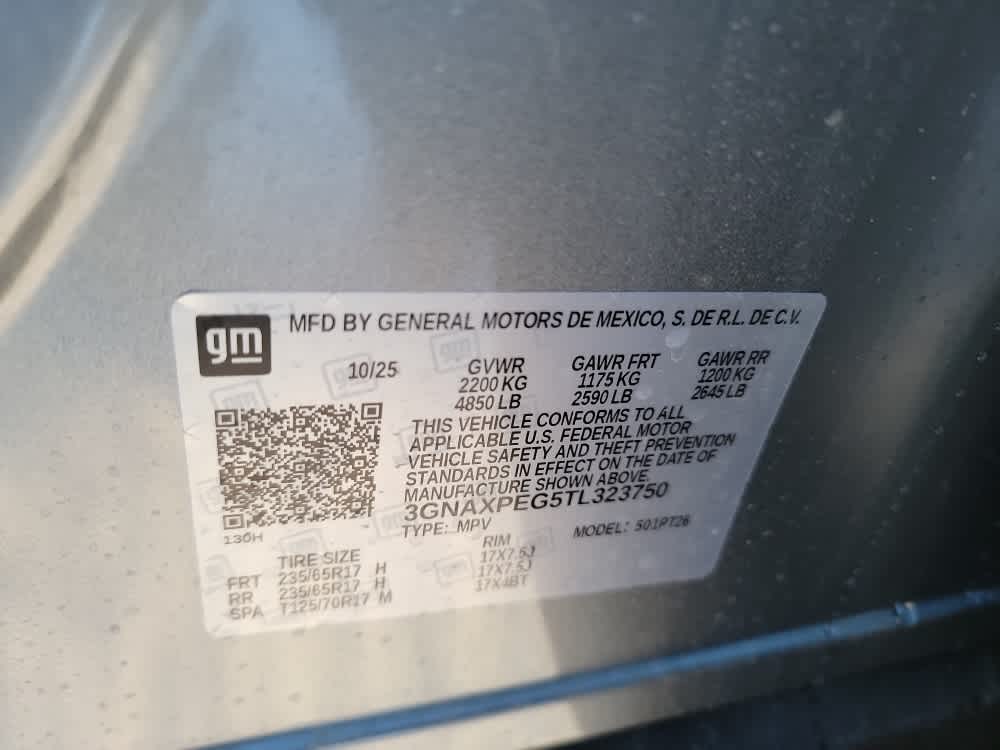 gm
MFD BY GENERAL MOTORS DE MEXICO, S. DE R.L. DE C.V.
10/25 GVWR GAWR FRT GAWR RR
2200 KG 1175 KG 1200 KG
4850 LB 2590 LB 2645 LB
THIS VEHICLE CONFORMS TO ALL
APPLICABLE U.S. FEDERAL MOTOR
VEHICLE SAFETY AND THEFT PREVENTION
STANDARDS IN EFFECT ON THE DATE OF
MANUFACTURE SHOWN ABOVE.
3GNAXPEG5TL323750
TYPE: MPV MODEL: 501PT26
130H
TIRE SIZE RIM
FRT 235/65R17 H 17X7.5J
RR 235/65R17 H 17X7.5J
SPA T125/70R17 M 17X4BT